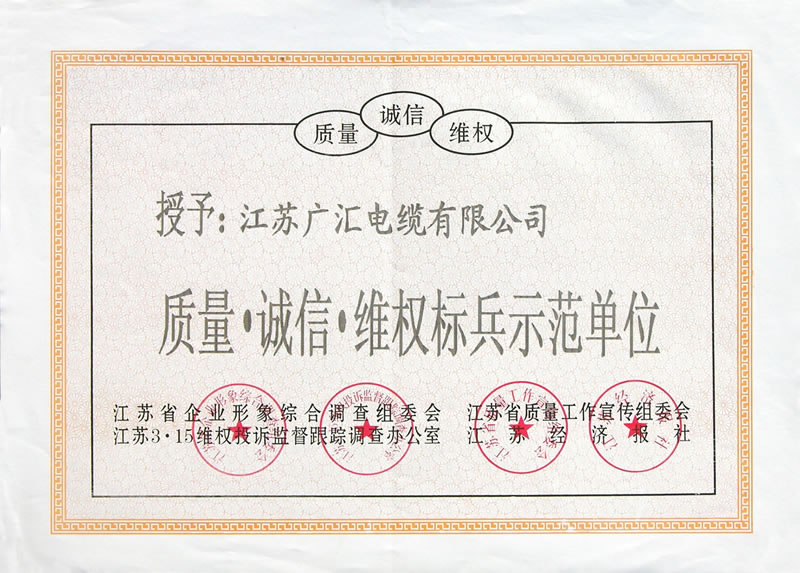 质量 诚信 维权
授予：江苏广汇电缆有限公司
质量·诚信·维权标兵示范单位
江苏省企业形象综合调查组委会 江苏省质量工作宣传组委会
江苏3·15维权投诉监督跟踪调查办公室 江苏经济报社